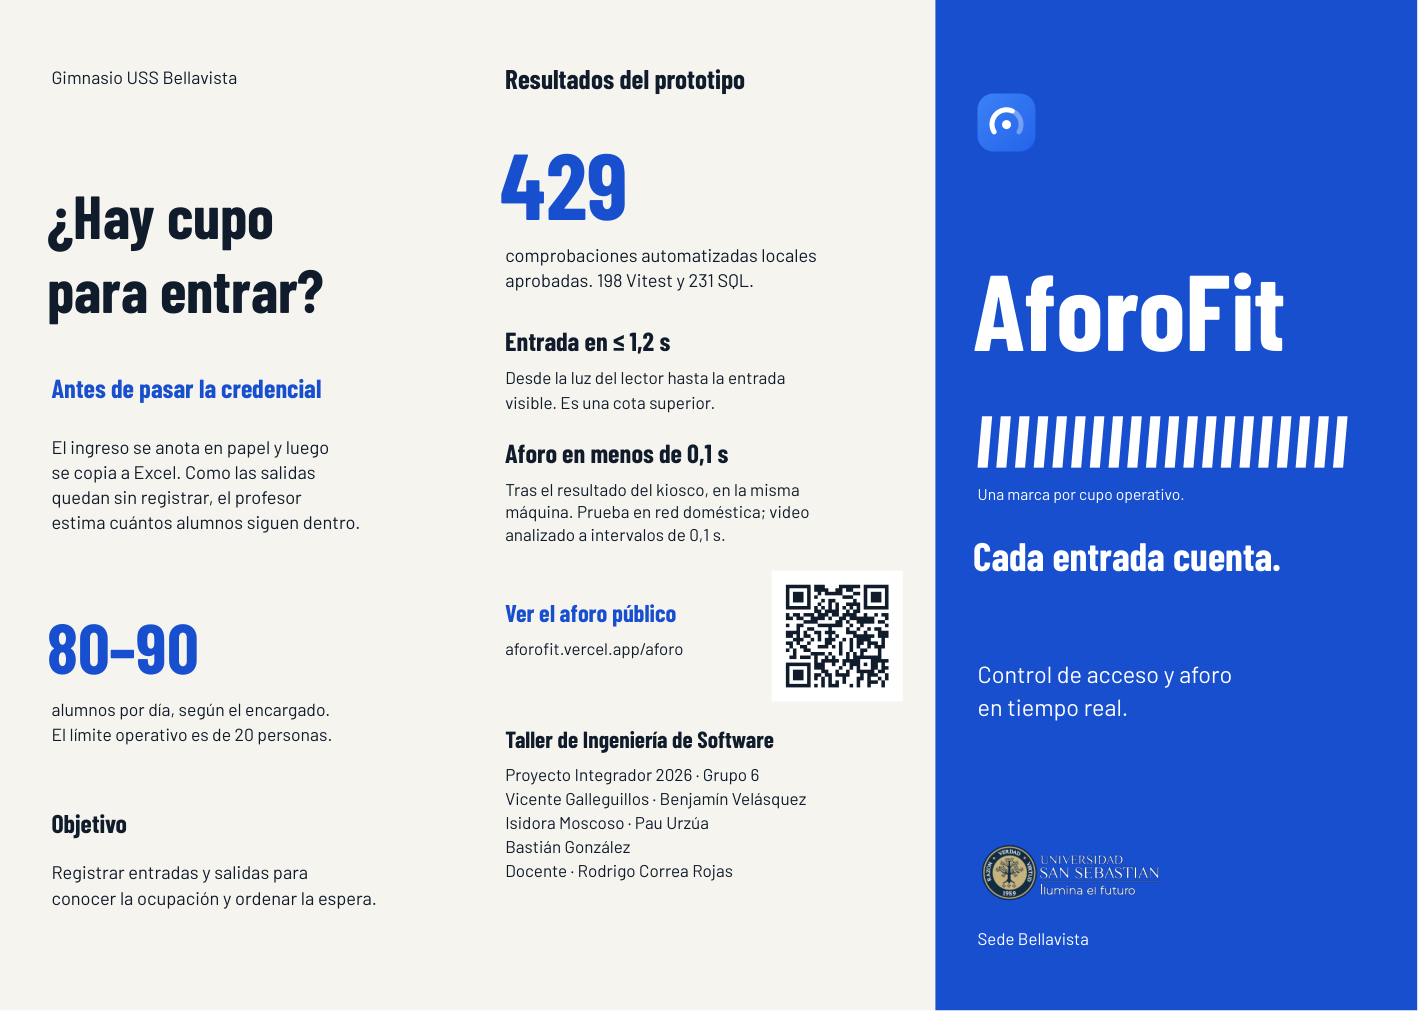 Gimnasio USS Bellavista
¿Hay cupo
para entrar?
Antes de pasar la credencial
El ingreso se anota en papel y luego
se copia a Excel. Como las salidas
quedan sin registrar, el profesor
estima cuántos alumnos siguen dentro.
80–90
alumnos por día, según el encargado.
El límite operativo es de 20 personas.
Objetivo
Registrar entradas y salidas para
conocer la ocupación y ordenar la espera.
Resultados del prototipo
429
comprobaciones automatizadas locales
aprobadas. 198 Vitest y 231 SQL.
Entrada en ≤ 1,2 s
Desde la luz del lector hasta la entrada
visible. Es una cota superior.
Aforo en menos de 0,1 s
Tras el resultado del kiosco, en la misma
máquina. Prueba en red doméstica; video
analizado a intervalos de 0,1 s.
Ver el aforo público
aforofit.vercel.app/aforo
Taller de Ingeniería de Software
Proyecto Integrador 2026 · Grupo 6
Vicente Galleguillos · Benjamín Velásquez
Isidora Moscoso · Pau Urzúa
Bastián González
Docente · Rodrigo Correa Rojas
AforoFit
Una marca por cupo operativo.
Cada entrada cuenta.
Control de acceso y aforo
en tiempo real.
RAZON VERDAD VIRTUD
1989
UNIVERSIDAD
SAN SEBASTIAN
Ilumina el futuro
Sede Bellavista